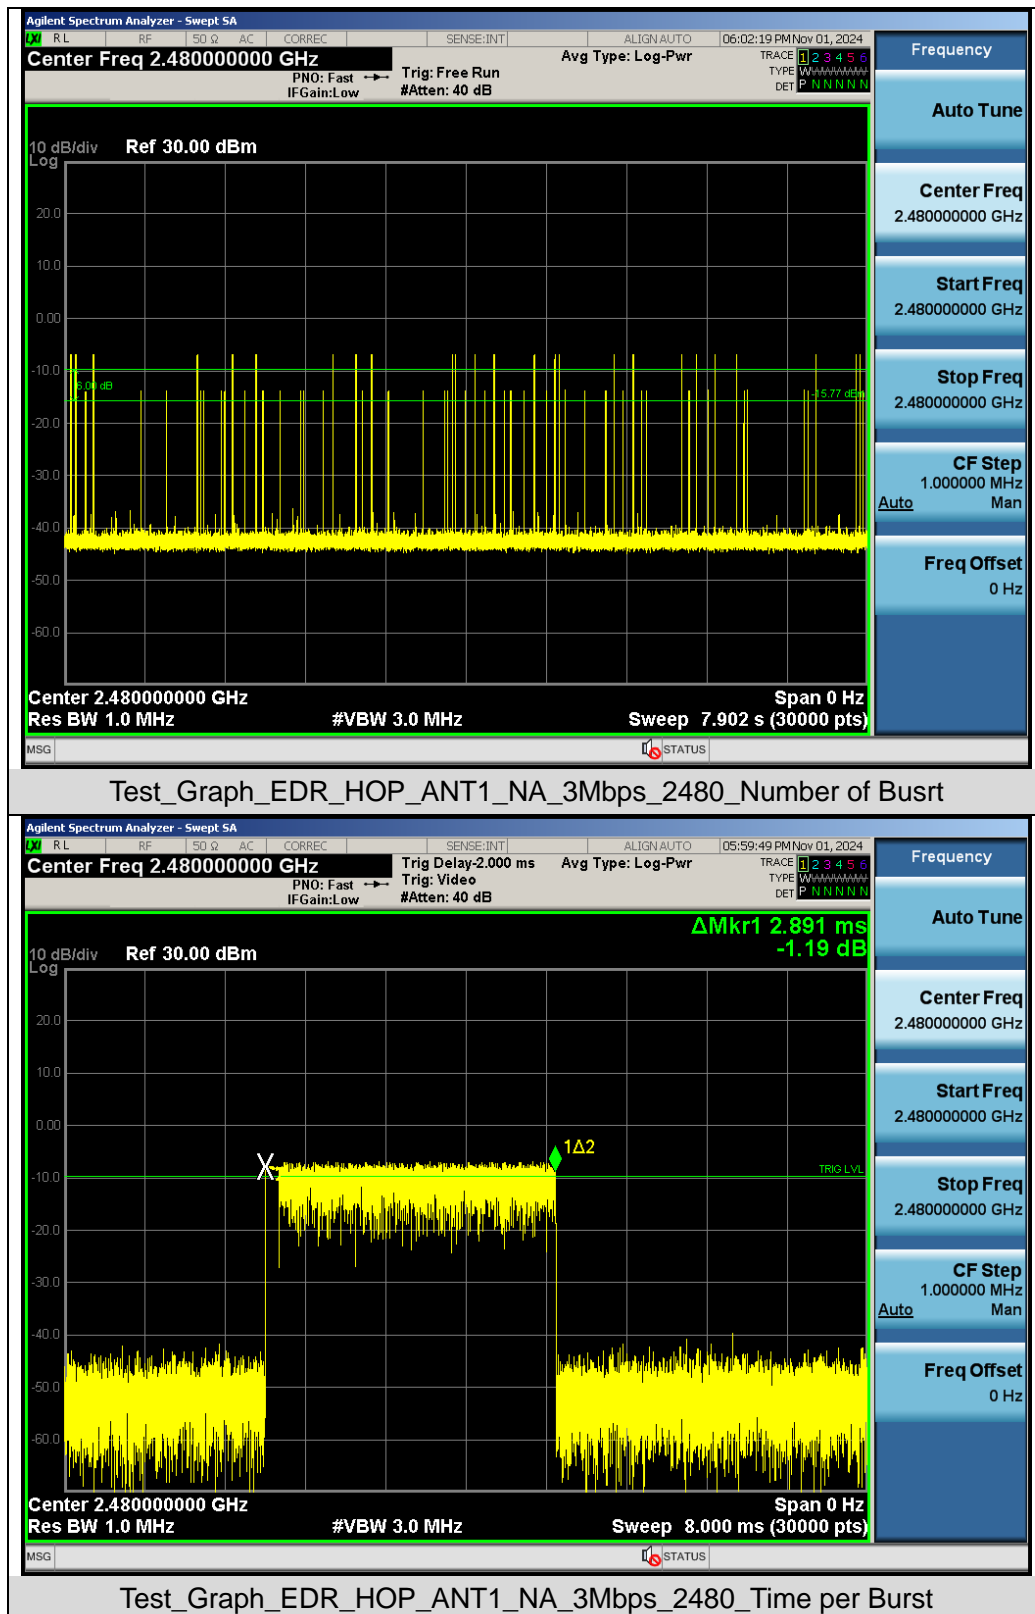 Agilent Spectrum Analyzer - Swept SA
LXI RL RF 50 Ω AC CORREC SENSE:INT ALIGN AUTO 06:02:19 PM Nov 01, 2024
Center Freq 2.480000000 GHz
PNO: Fast
IFGain:Low
Trig: Free Run
#Atten: 40 dB
Avg Type: Log-Pwr
TRACE 1 2 3 4 5 6
TYPE W
DET P N N N N N
Frequency
Auto Tune
Center Freq
2.480000000 GHz
Start Freq
2.480000000 GHz
Stop Freq
2.480000000 GHz
CF Step
1.000000 MHz
Auto Man
Freq Offset
0 Hz
10 dB/div Ref 30.00 dBm
Log
20.0
10.0
0.00
-10.0
6.00 dB
-15.77 dBm
-20.0
-30.0
-40.0
-50.0
-60.0
Center 2.480000000 GHz Span 0 Hz
Res BW 1.0 MHz #VBW 3.0 MHz Sweep 7.902 s (30000 pts)
MSG STATUS
Test_Graph_EDR_HOP_ANT1_NA_3Mbps_2480_Number of Busrt
Agilent Spectrum Analyzer - Swept SA
LXI RL RF 50 Ω AC CORREC SENSE:INT ALIGN AUTO 05:59:49 PM Nov 01, 2024
Center Freq 2.480000000 GHz
PNO: Fast
IFGain:Low
Trig Delay-2.000 ms
Trig: Video
#Atten: 40 dB
Avg Type: Log-Pwr
TRACE 1 2 3 4 5 6
TYPE W
DET P N N N N N
Frequency
Auto Tune
Center Freq
2.480000000 GHz
Start Freq
2.480000000 GHz
Stop Freq
2.480000000 GHz
CF Step
1.000000 MHz
Auto Man
Freq Offset
0 Hz
ΔMkr1 2.891 ms
-1.19 dB
10 dB/div Ref 30.00 dBm
Log
20.0
10.0
0.00
1Δ2
TRIG LVL
-10.0
-20.0
-30.0
-40.0
-50.0
-60.0
Center 2.480000000 GHz Span 0 Hz
Res BW 1.0 MHz #VBW 3.0 MHz Sweep 8.000 ms (30000 pts)
MSG STATUS
Test_Graph_EDR_HOP_ANT1_NA_3Mbps_2480_Time per Burst